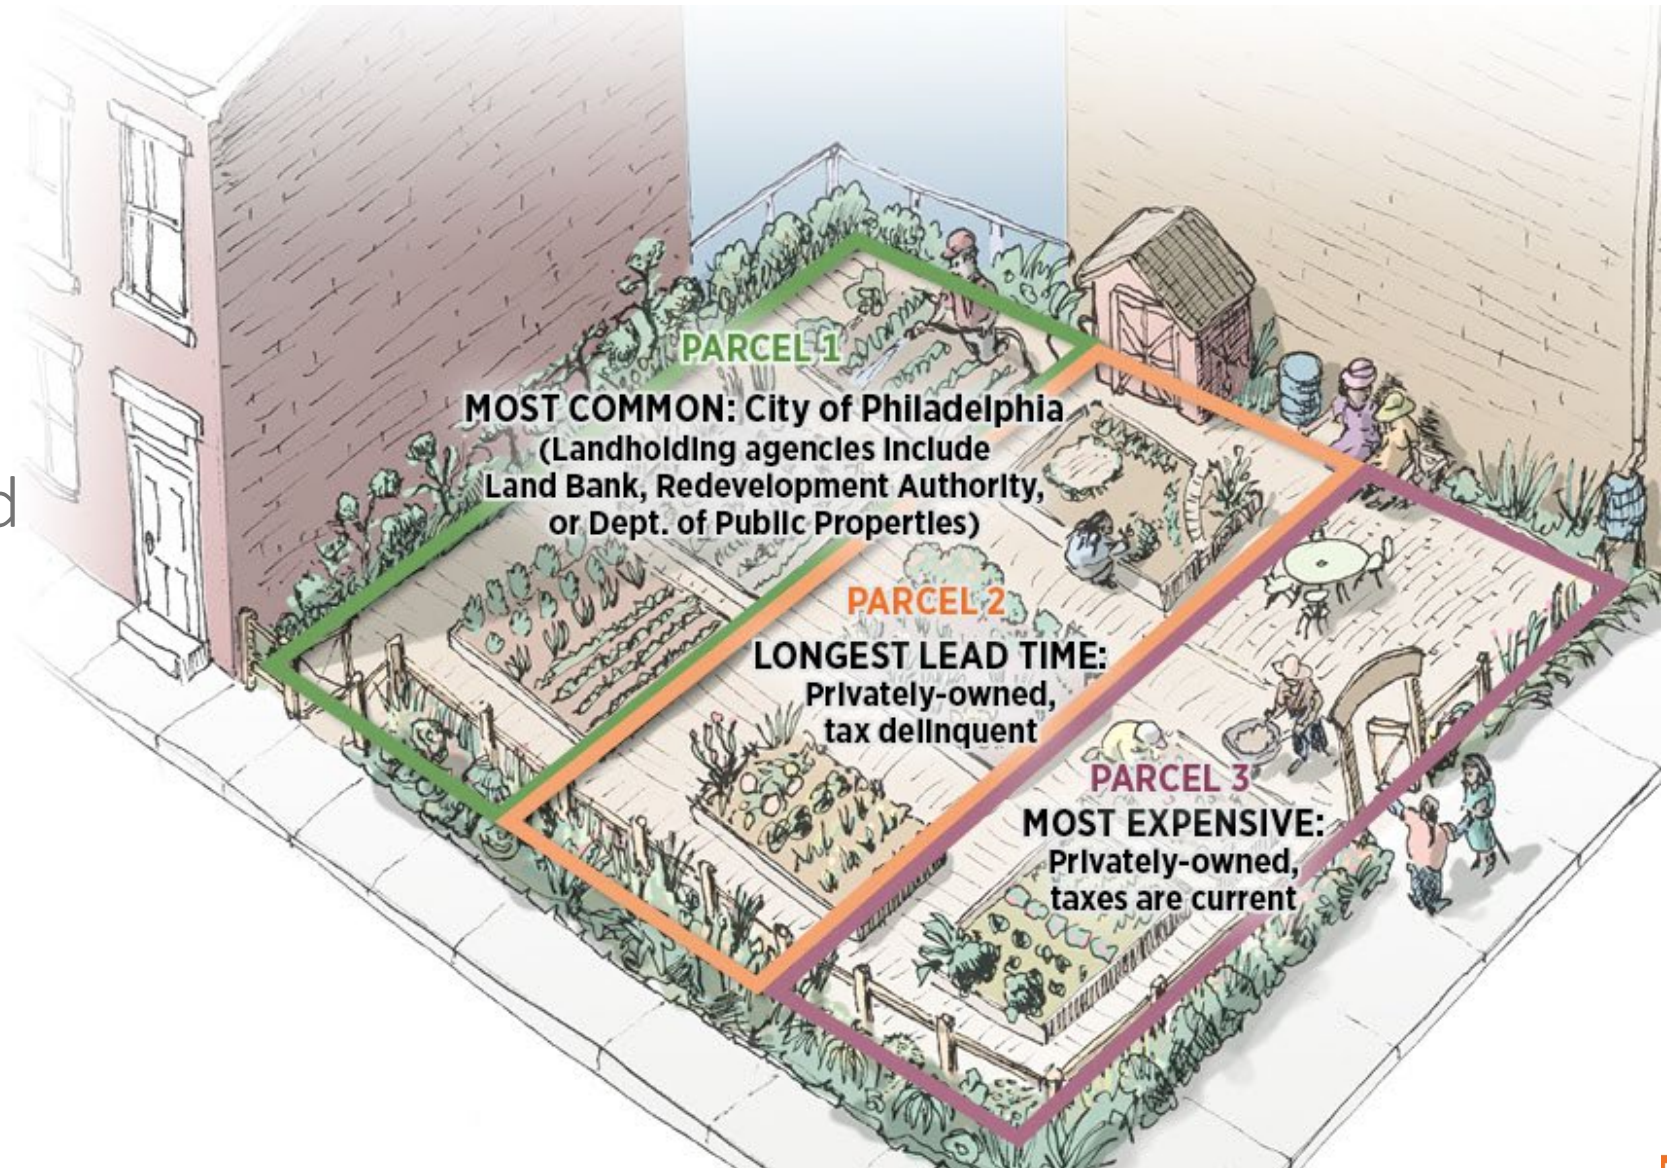 PARCEL 1
MOST COMMON: City of Philadelphia
(Landholding agencies include
Land Bank, Redevelopment Authority,
or Dept. of Public Properties)
d
PARCEL 2
LONGEST LEAD TIME:
Privately-owned,
tax delinquent
PARCEL 3
MOST EXPENSIVE:
Privately-owned,
taxes are current